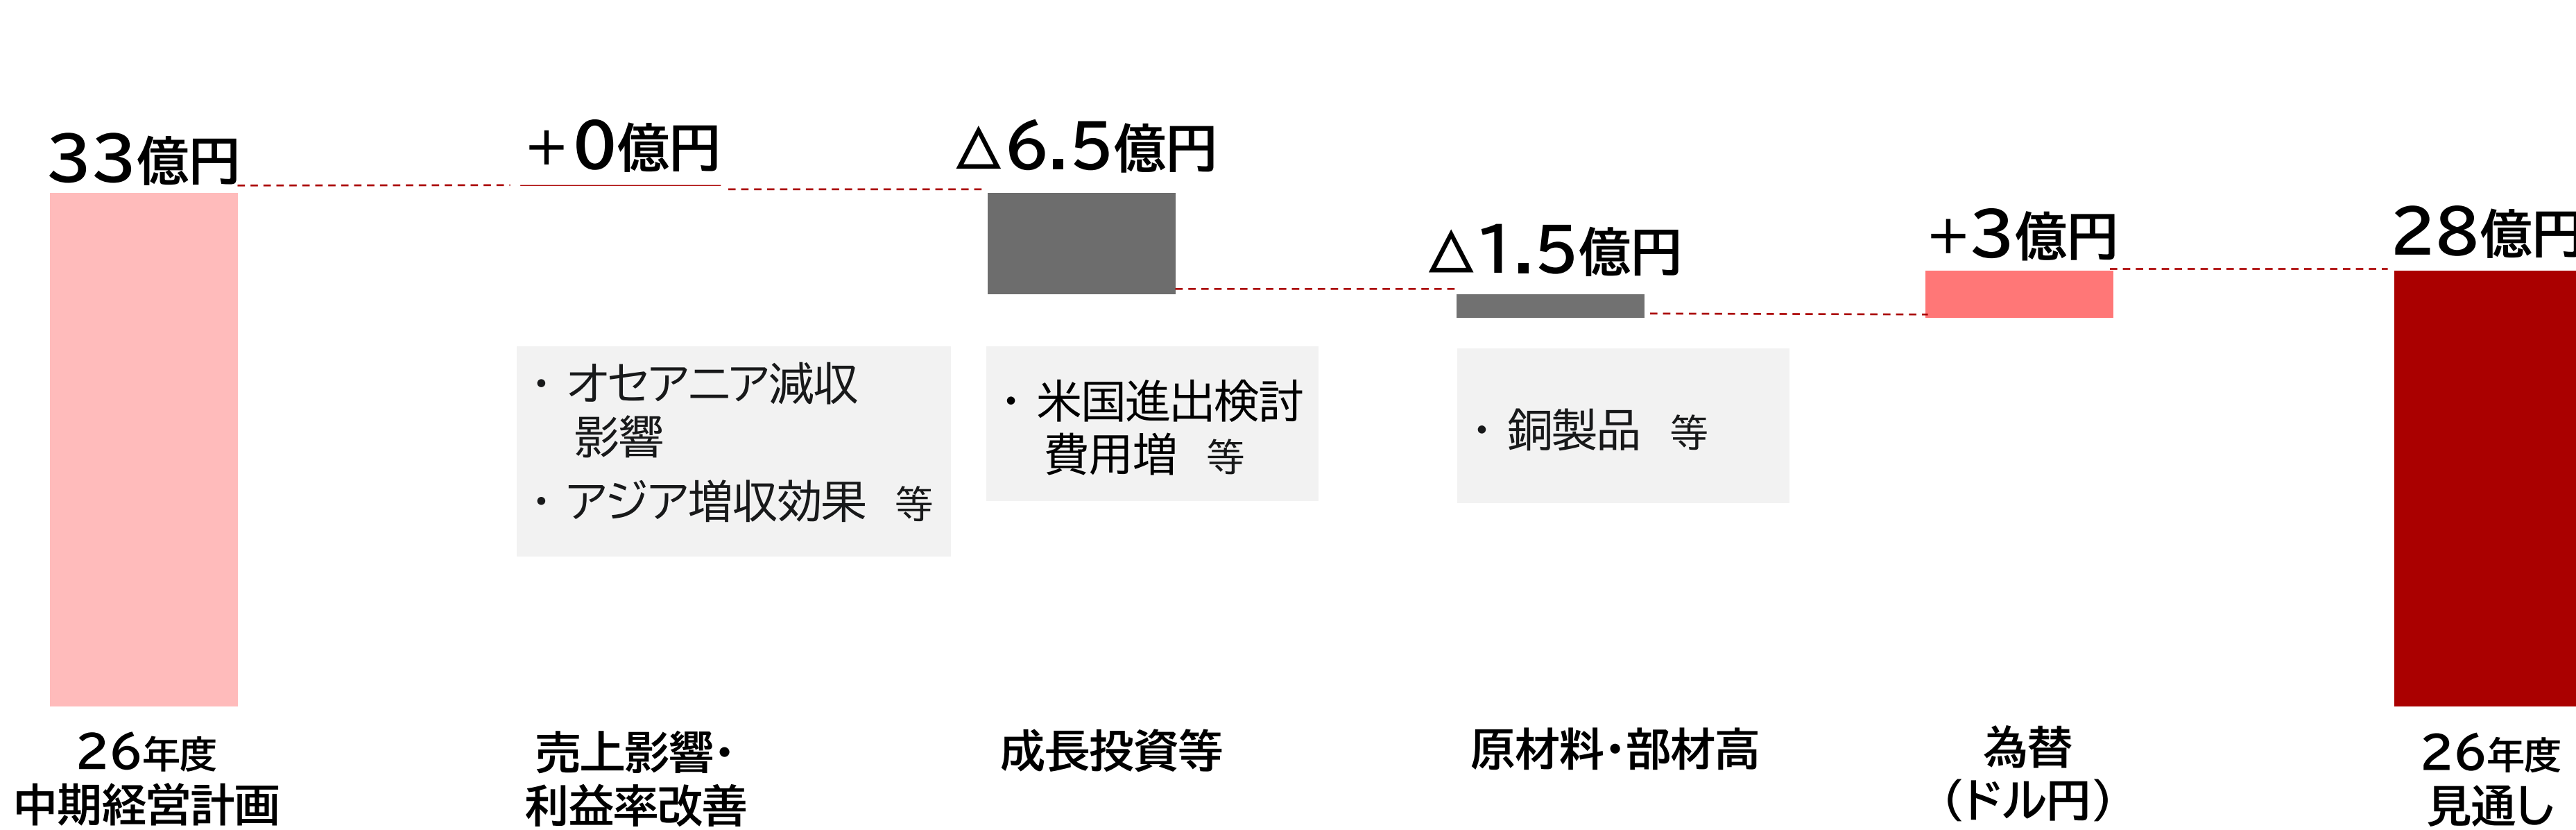 33億円
+0億円
△6.5億円
△1.5億円
+3億円
28億円
・オセアニア減収
影響
・アジア増収効果 等
・米国進出検討
費用増 等
・銅製品 等
26年度
中期経営計画
売上影響・
利益率改善
成長投資等
原材料・部材高
為替
（ドル円）
26年度
見通し